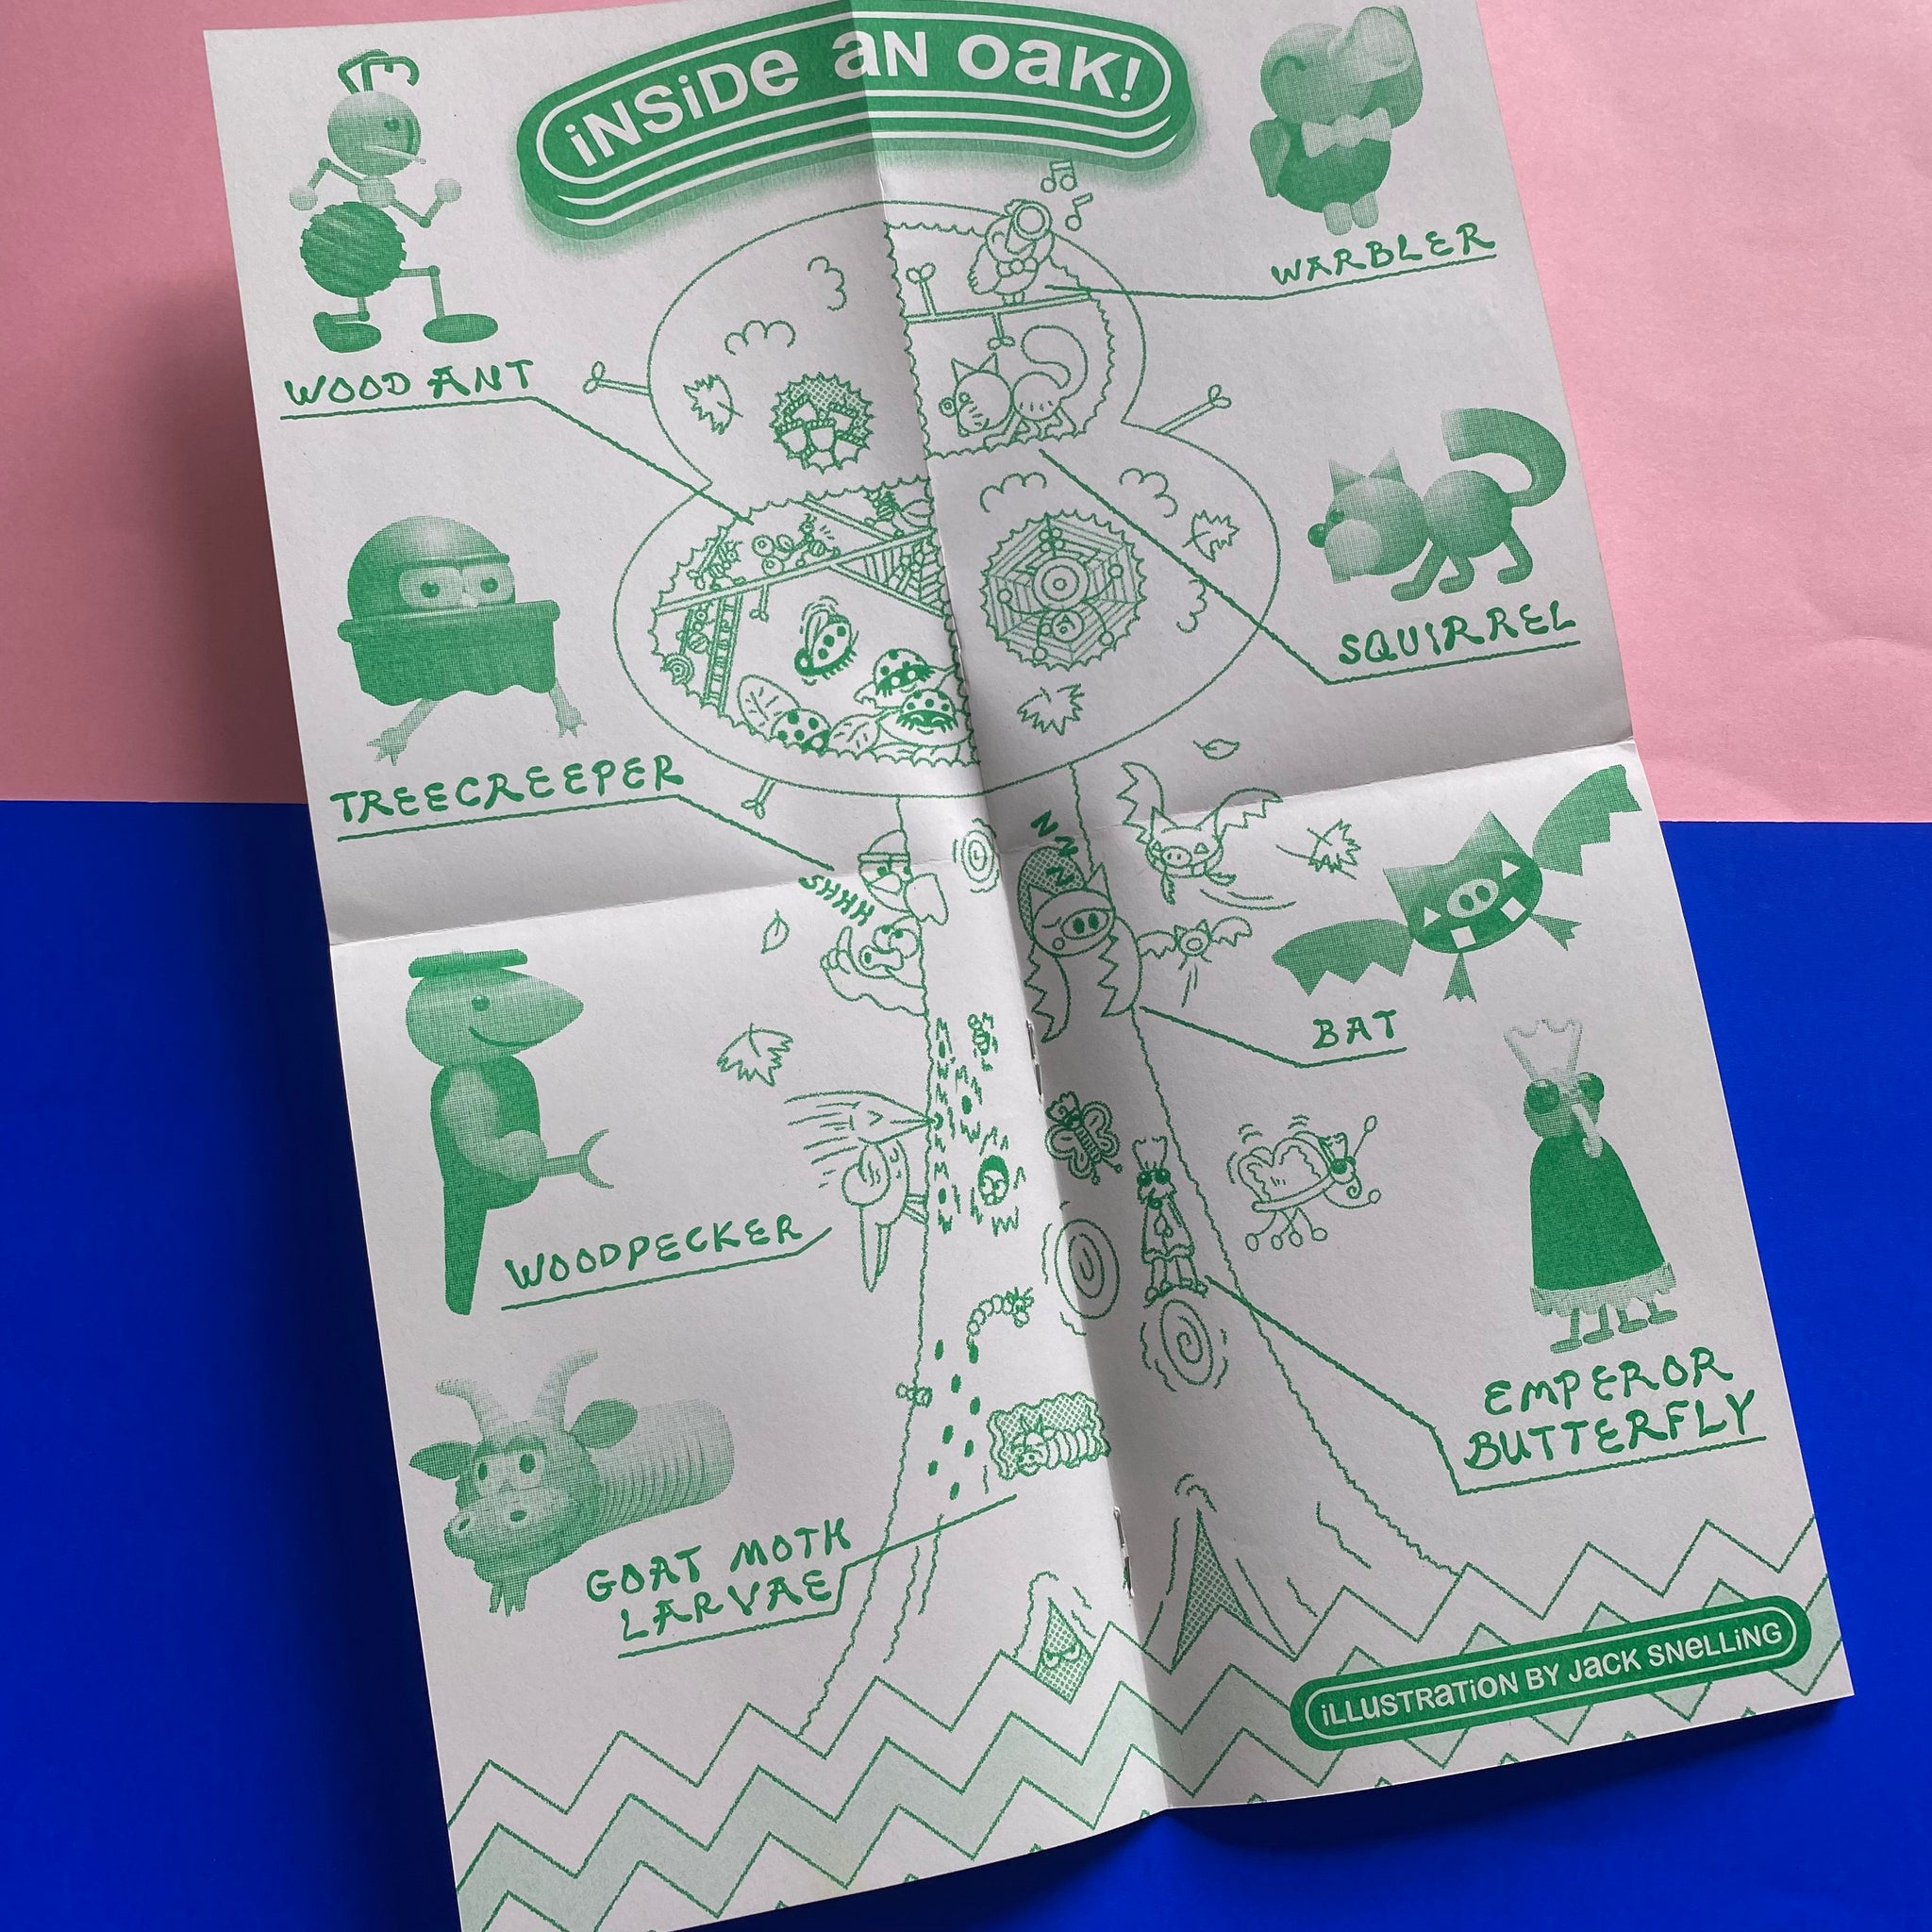 iNSiDe aN OaK!
WOOD ANT
WARBLER
SQUIRREL
TREECREEPER
SHHH
ZZZZ
BAT
WOODPECKER
EMPEROR
BUTTERFLY
GOAT MOTH
LARVAE
iLLUSTRaTiON BY JaCK SNeLLiNG